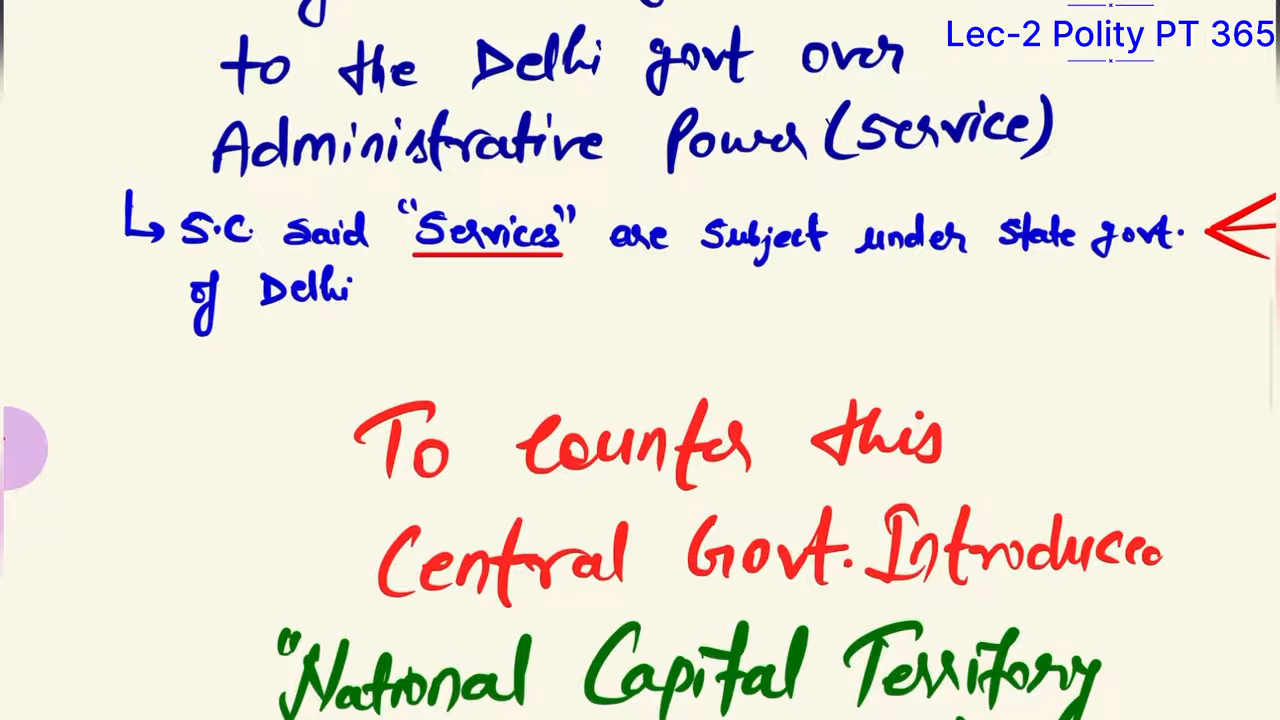 Lec-2 Polity PT 365
to the Delhi govt over
Administrative Power (Service)
↳ S.C. said "Services" are subject under state govt.
of Delhi
To counter this
Central Govt. Introduced
"National Capital Territory